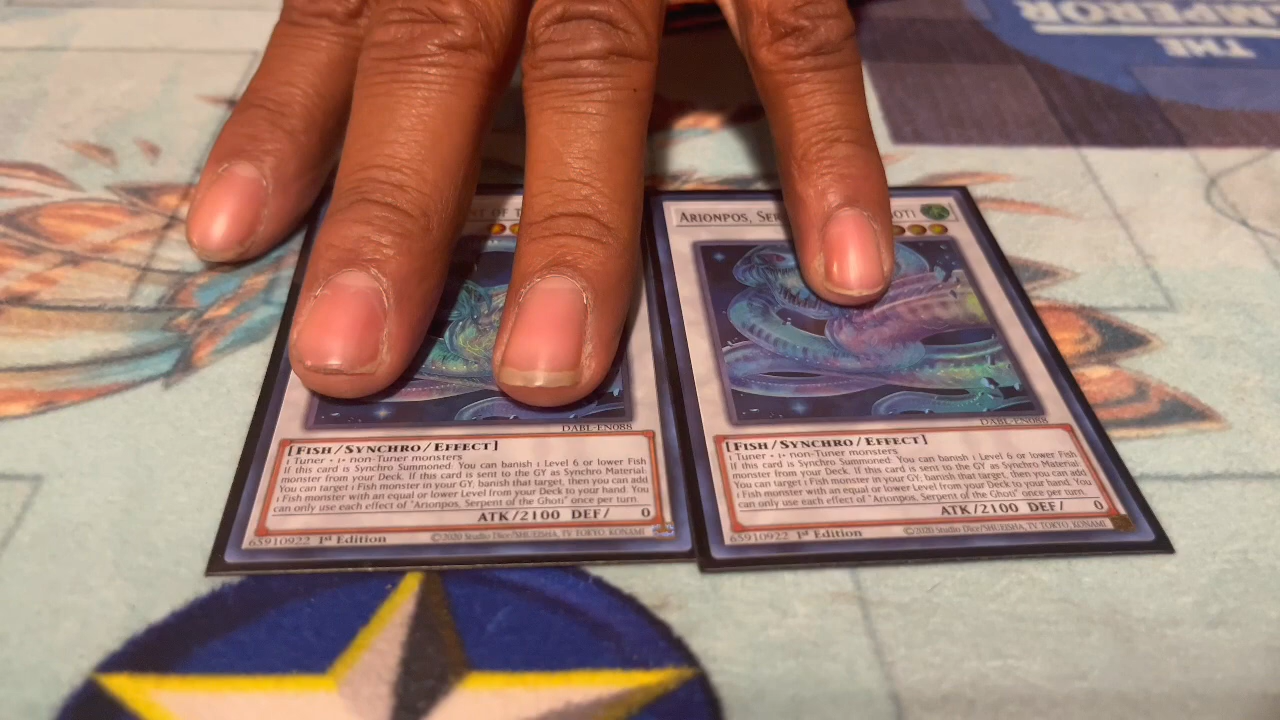 THE
EMPEROR
NT OF T
ARIONPOS, SER
OTI
DABL-EN088
[FISH/SYNCHRO/EFFECT]
1 Tuner + 1+ non-Tuner monsters
If this card is Synchro Summoned: You can banish 1 Level 6 or lower Fish
monster from your Deck. If this card is sent to the GY as Synchro Material:
You can target 1 Fish monster in your GY; banish that target, then you can add
1 Fish monster with an equal or lower Level from your Deck to your hand. You
can only use each effect of "Arionpos, Serpent of the Ghoti" once per turn.
ATK/2100 DEF/ 0
65910922 1st Edition
©2020 Studio Dice/SHUEISHA, TV TOKYO, KONAMI
DABL-EN088
[FISH/SYNCHRO/EFFECT]
1 Tuner + 1+ non-Tuner monsters
If this card is Synchro Summoned: You can banish 1 Level 6 or lower Fish
monster from your Deck. If this card is sent to the GY as Synchro Material:
You can target 1 Fish monster in your GY; banish that target, then you can add
1 Fish monster with an equal or lower Level from your Deck to your hand. You
can only use each effect of "Arionpos, Serpent of the Ghoti" once per turn.
ATK/2100 DEF/ 0
65910922 1st Edition
©2020 Studio Dice/SHUEISHA, TV TOKYO, KONAMI